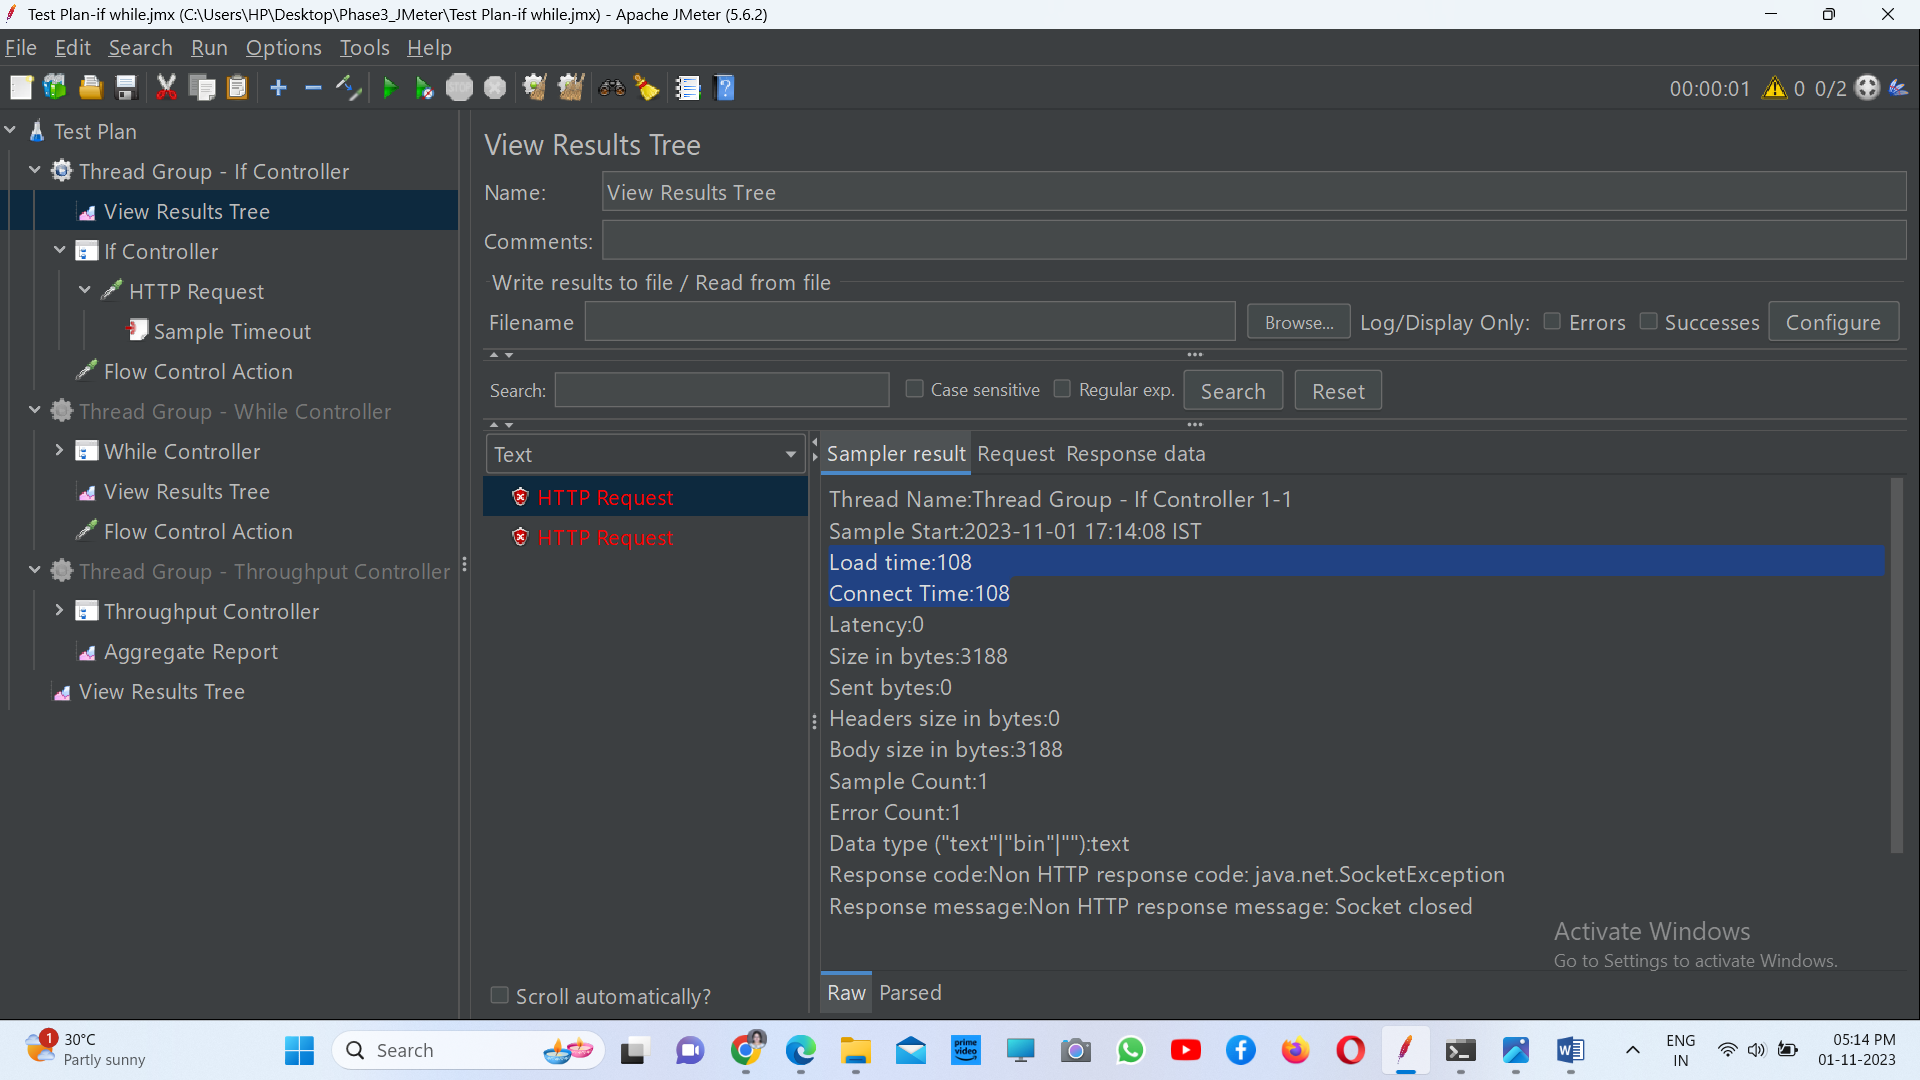 Test Plan-if while.jmx (C:\Users\HP\Desktop\Phase3_JMeter\Test Plan-if while.jmx) - Apache JMeter (5.6.2)
File Edit Search Run Options Tools Help
STOP
00:00:01 0 0/2
Test Plan
Thread Group - If Controller
View Results Tree
If Controller
HTTP Request
Sample Timeout
Flow Control Action
Thread Group - While Controller
While Controller
View Results Tree
Flow Control Action
Thread Group - Throughput Controller
Throughput Controller
Aggregate Report
View Results Tree
View Results Tree
Name: View Results Tree
Comments:
Write results to file / Read from file
Filename Browse... Log/Display Only: Errors Successes Configure
Search: Case sensitive Regular exp. Search Reset
Text
HTTP Request
HTTP Request
Scroll automatically?
Sampler result Request Response data
Thread Name:Thread Group - If Controller 1-1
Sample Start:2023-11-01 17:14:08 IST
Load time:108
Connect Time:108
Latency:0
Size in bytes:3188
Sent bytes:0
Headers size in bytes:0
Body size in bytes:3188
Sample Count:1
Error Count:1
Data type ("text"|"bin"|""):text
Response code:Non HTTP response code: java.net.SocketException
Response message:Non HTTP response message: Socket closed
Activate Windows
Go to Settings to activate Windows.
Raw Parsed
1
30°C
Partly sunny
Search
prime video
ENG
IN
05:14 PM
01-11-2023